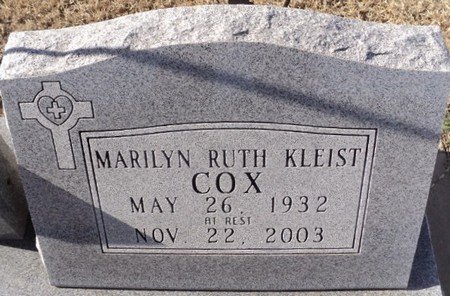 MARILYN RUTH KLEIST
COX
MAY 26, 1932
AT REST
NOV. 22, 2003